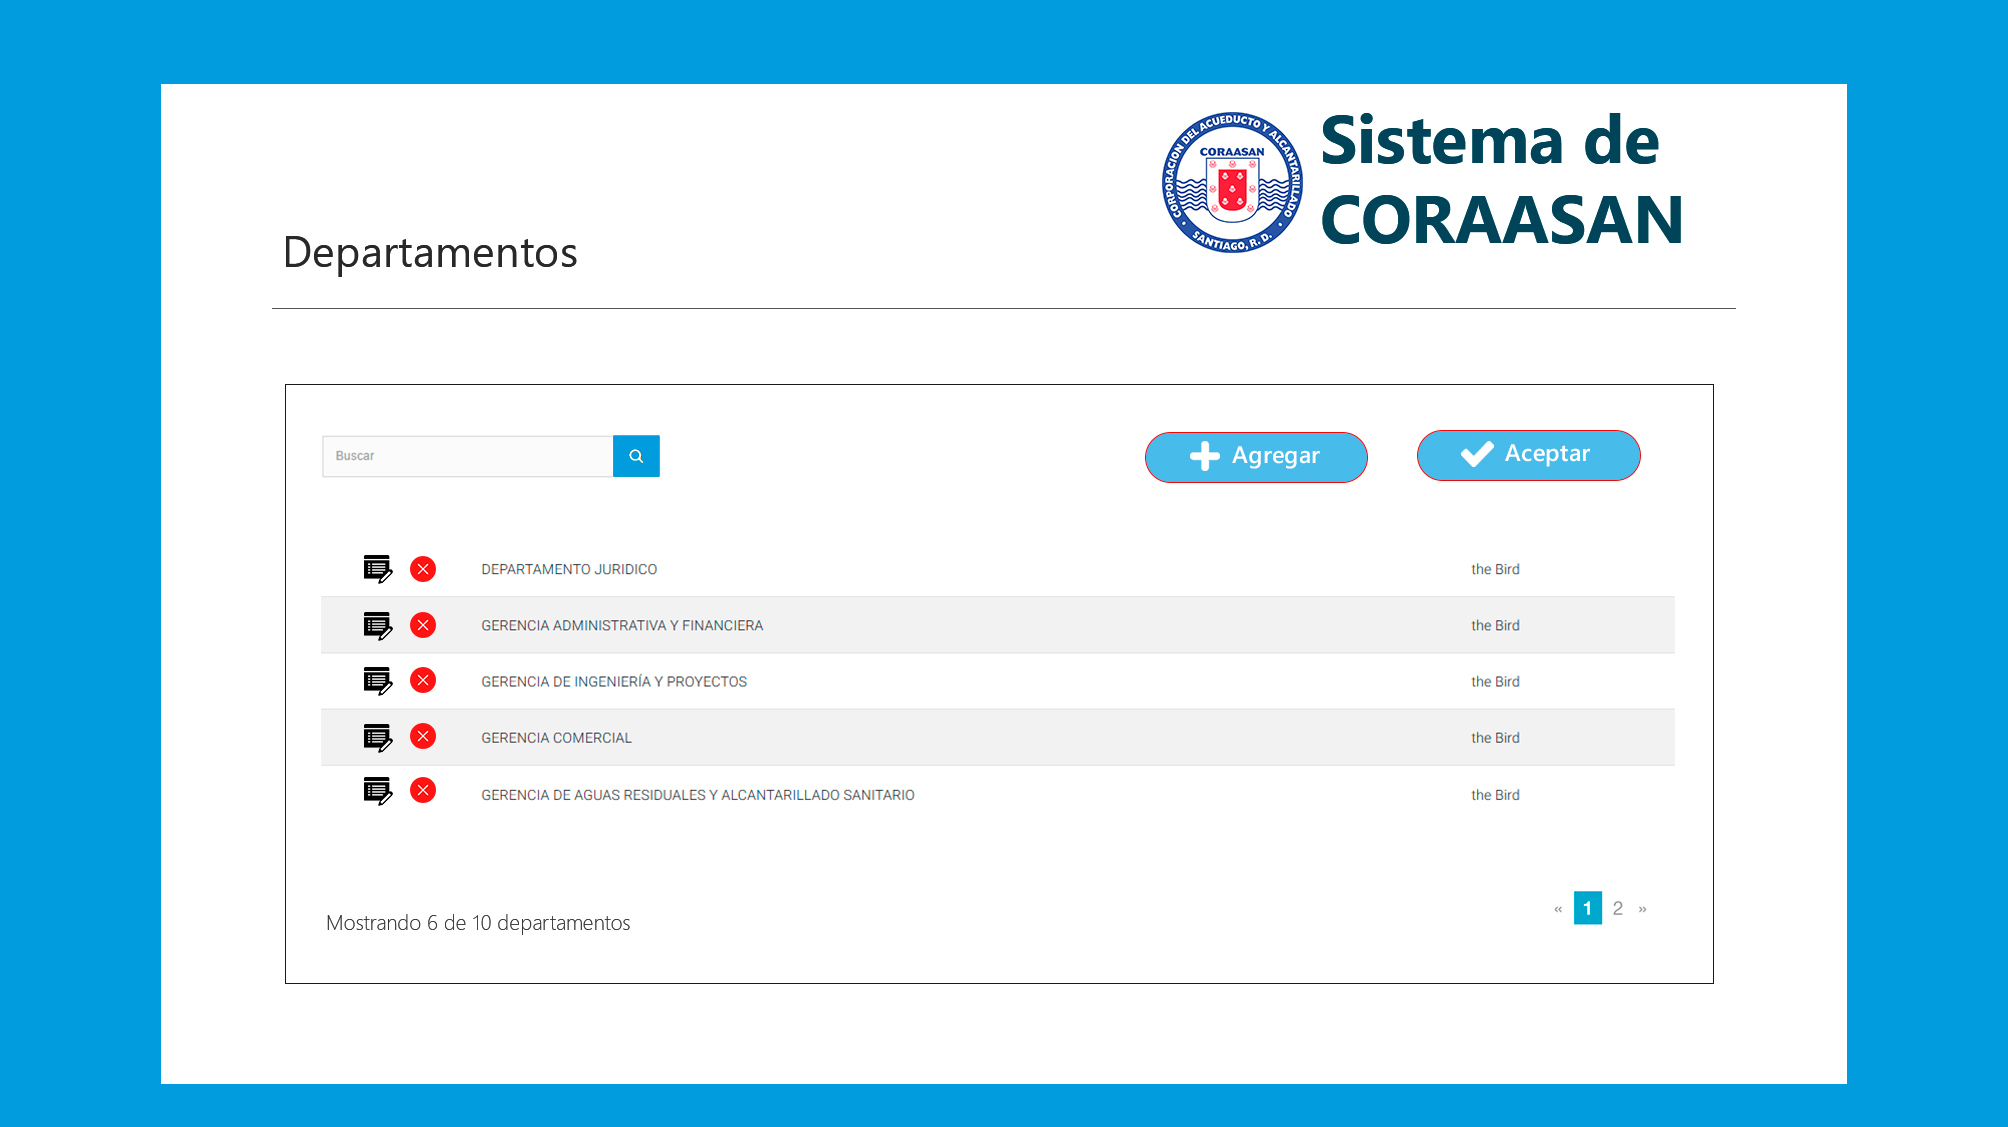 CORPORACION DEL ACUEDUCTO Y ALCANTARILLADO
CORAASAN
SANTIAGO, R. D.
Sistema de
CORAASAN
Departamentos
Buscar
Agregar
Aceptar
DEPARTAMENTO JURIDICO the Bird
GERENCIA ADMINISTRATIVA Y FINANCIERA the Bird
GERENCIA DE INGENIERÍA Y PROYECTOS the Bird
GERENCIA COMERCIAL the Bird
GERENCIA DE AGUAS RESIDUALES Y ALCANTARILLADO SANITARIO the Bird
« 1 2 »
Mostrando 6 de 10 departamentos